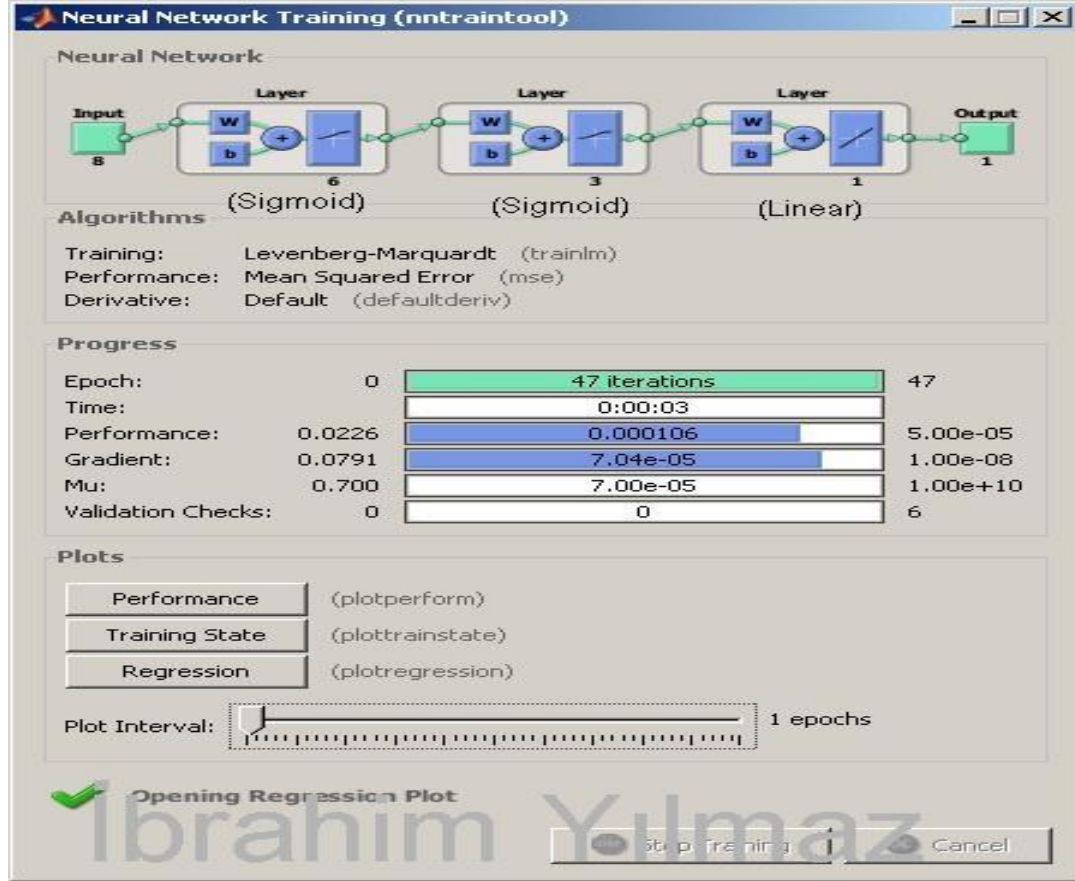 Neural Network Training (nntraintool)
Neural Network
Layer Layer Layer
Input Output
W W W
+ + +
b b b
8 6 3 1 1
(Sigmoid) (Sigmoid) (Linear)
Algorithms
Training: Levenberg-Marquardt (trainlm)
Performance: Mean Squared Error (mse)
Derivative: Default (defaultderiv)
Progress
Epoch: 0 47 iterations 47
Time: 0:00:03
Performance: 0.0226 0.000106 5.00e-05
Gradient: 0.0791 7.04e-05 1.00e-08
Mu: 0.700 7.00e-05 1.00e+10
Validation Checks: 0 0 6
Plots
Performance (plotperform)
Training State (plottrainstate)
Regression (plotregression)
Plot Interval: 1 epochs
Opening Regression Plot
İbrahim Yılmaz
Stop Training Cancel